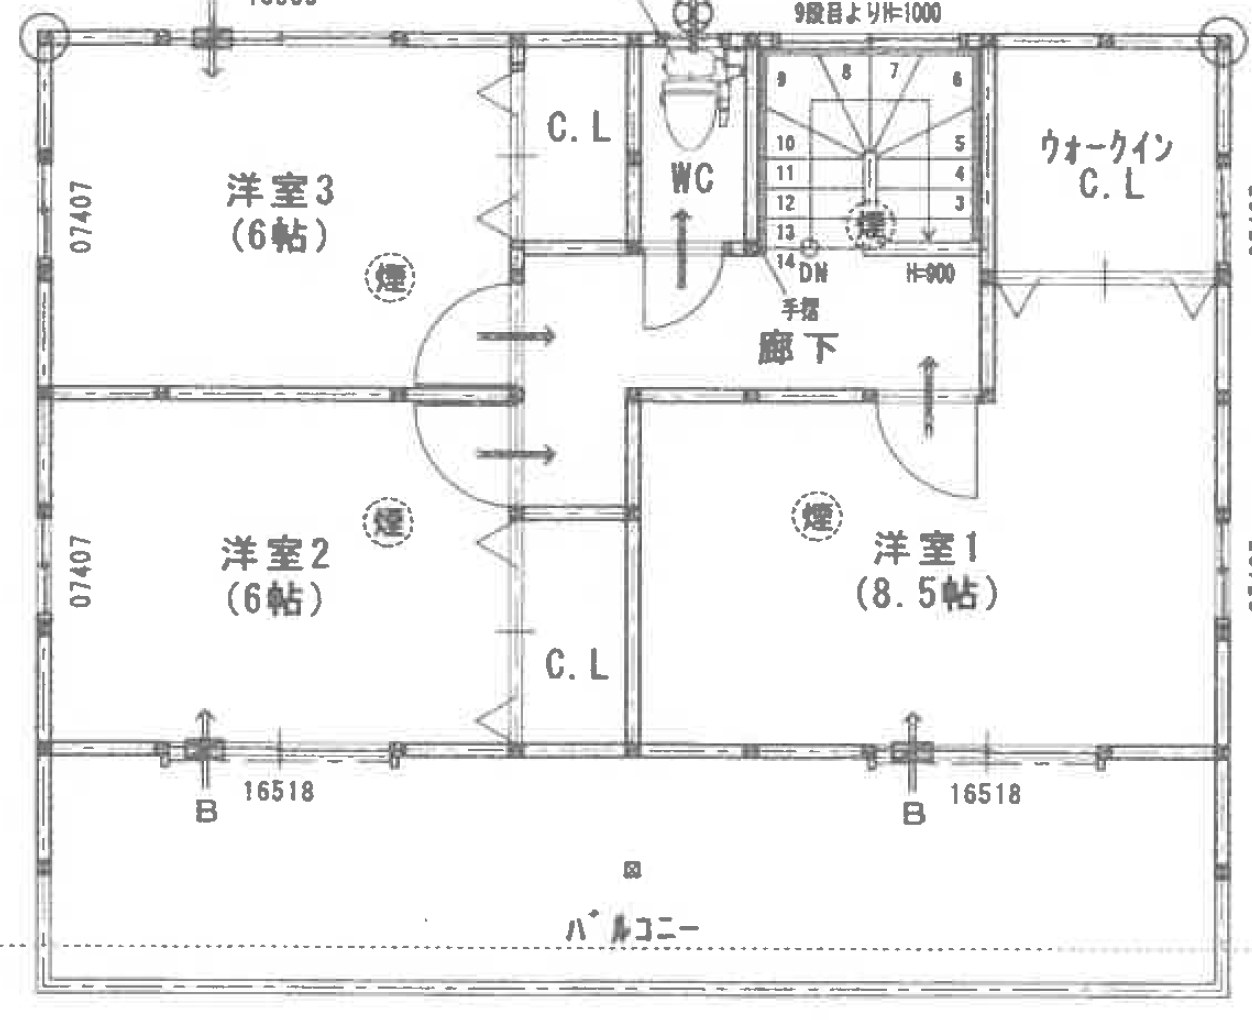 9段目よりH=1000
9
8
7
6
10
5
11
4
12
3
13
14
DN
煙
H=900
手摺
廊下
C.L
WC
ウォークイン
C.L
洋室3
(6帖)
07407
煙
洋室2
(6帖)
07407
煙
C.L
洋室1
(8.5帖)
煙
16518
B
16518
B
バルコニー